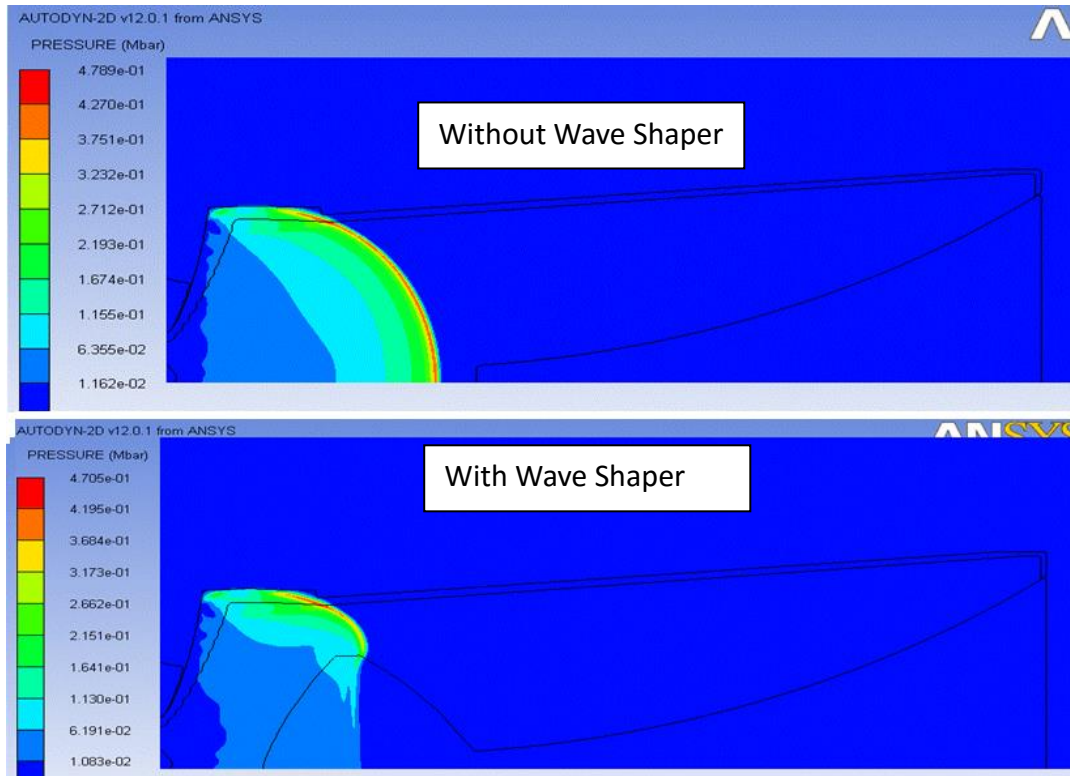 AUTODYN-2D v12.0.1 from ANSYS
PRESSURE (Mbar)
4.789e-01
4.270e-01
3.751e-01
3.232e-01
2.712e-01
2.193e-01
1.674e-01
1.155e-01
6.355e-02
1.162e-02
Without Wave Shaper
AUTODYN-2D v12.0.1 from ANSYS
ANSYS
PRESSURE (Mbar)
4.705e-01
4.195e-01
3.684e-01
3.173e-01
2.662e-01
2.151e-01
1.641e-01
1.130e-01
6.191e-02
1.083e-02
With Wave Shaper